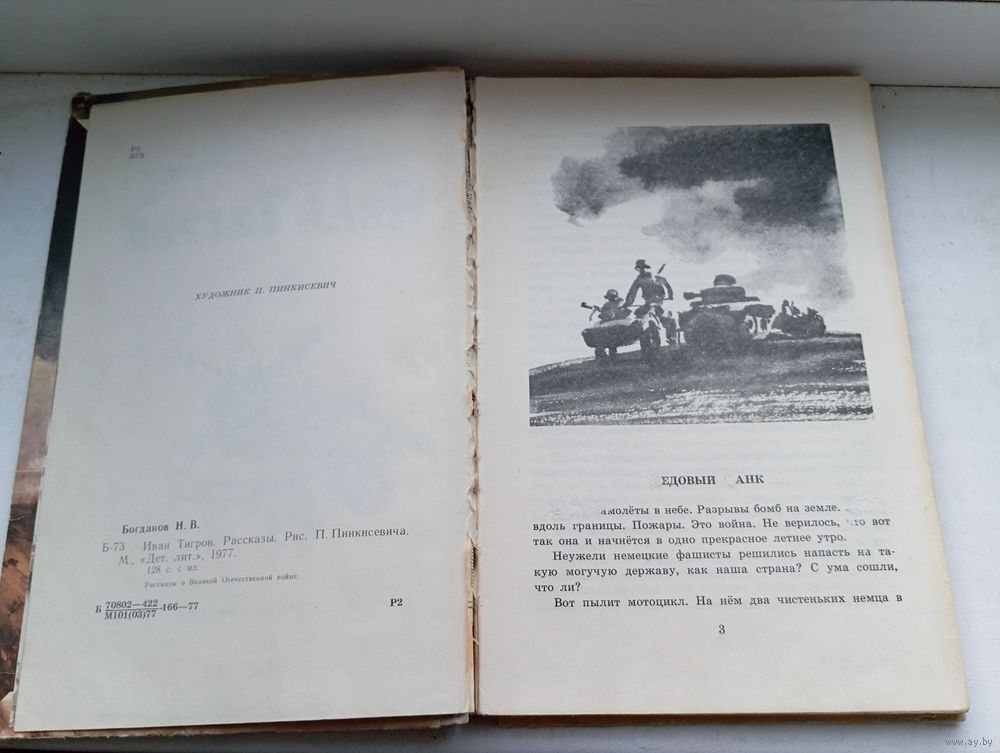 Р2
ХУДОЖНИК П. ПИНКИСЕВИЧ
Богданов Н. В.
Б-73 Иван Тигров. Рассказы. Рис. П. Пинкисевича.
М., «Дет. лит.», 1977.
128 с. с ил.
Рассказы о Великой Отечественной войне.
Б 70802—422 166—77
М101(03)77
Р2
ЕДОВЫЙ АНК
амолёты в небе. Разрывы бомб на земле.
вдоль границы. Пожары. Это война. Не верилось, что вот
так она и начнётся в одно прекрасное летнее утро.
Неужели немецкие фашисты решились напасть на та-
кую могучую державу, как наша страна? С ума сошли,
что ли?
Вот пылит мотоцикл. На нём два чистеньких немца в
3
www.ay.by